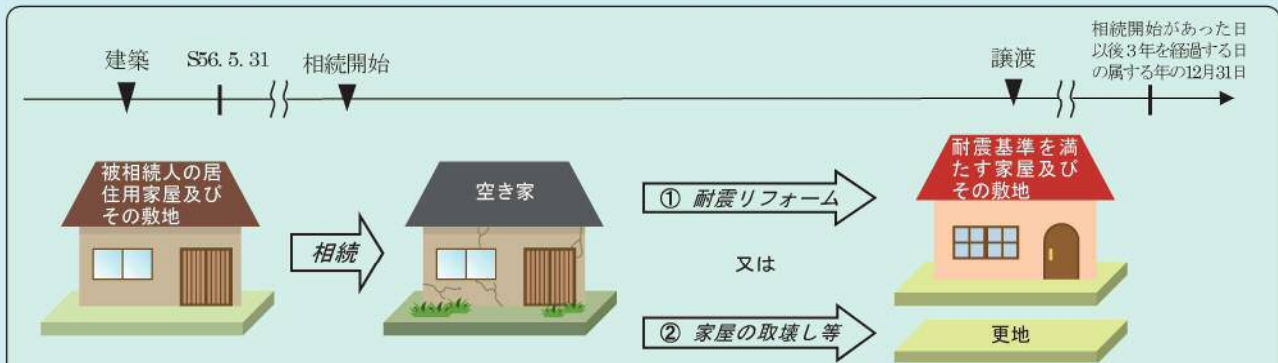 建築
S56. 5. 31
相続開始
譲渡
相続開始があった日
以後３年を経過する日
の属する年の12月31日
被相続人の居
住用家屋及び
その敷地
相続
空き家
① 耐震リフォーム
又は
② 家屋の取壊し等
耐震基準を満
たす家屋及び
その敷地
更地